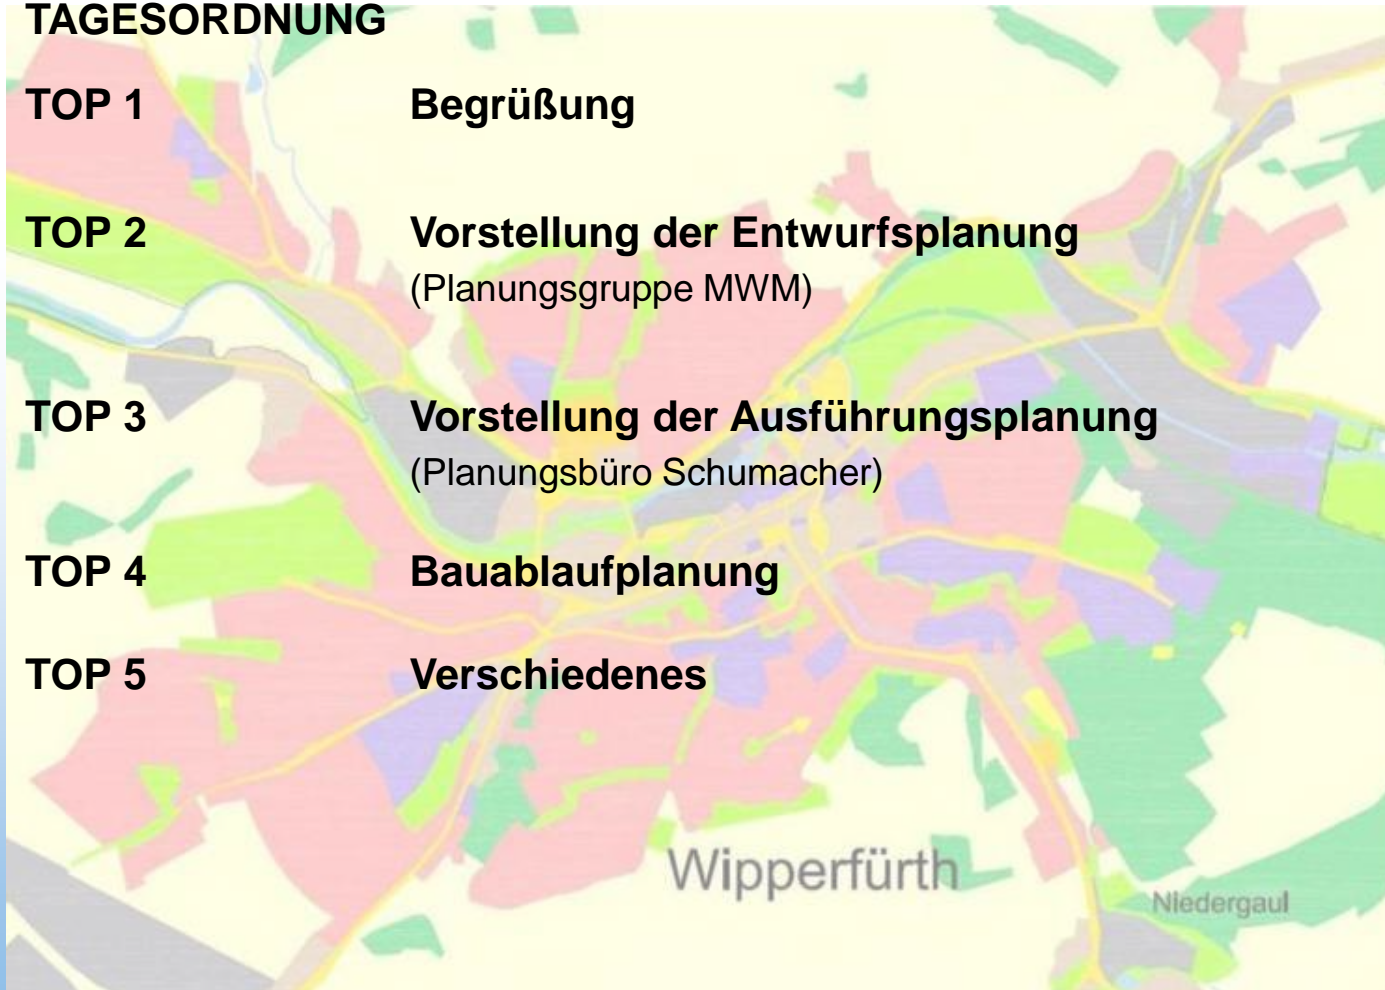 TAGESORDNUNG
TOP 1 Begrüßung
TOP 2 Vorstellung der Entwurfsplanung
(Planungsgruppe MWM)
TOP 3 Vorstellung der Ausführungsplanung
(Planungsbüro Schumacher)
TOP 4 Bauablaufplanung
TOP 5 Verschiedenes
Wipperfürth
Niedergaul